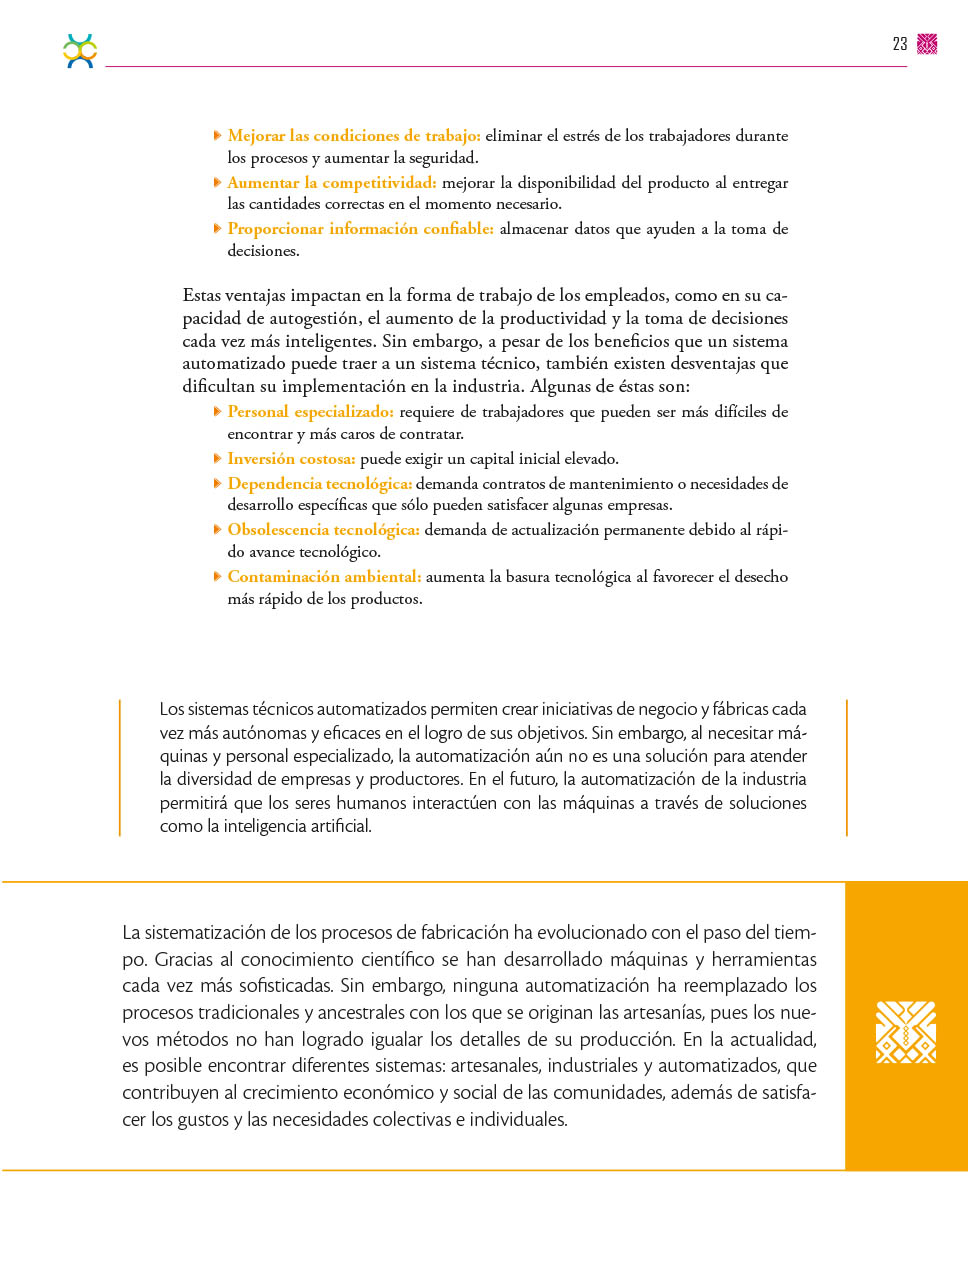 23
Mejorar las condiciones de trabajo: eliminar el estrés de los trabajadores durante
los procesos y aumentar la seguridad.
Aumentar la competitividad: mejorar la disponibilidad del producto al entregar
las cantidades correctas en el momento necesario.
Proporcionar información confiable: almacenar datos que ayuden a la toma de
decisiones.
Estas ventajas impactan en la forma de trabajo de los empleados, como en su ca-
pacidad de autogestión, el aumento de la productividad y la toma de decisiones
cada vez más inteligentes. Sin embargo, a pesar de los beneficios que un sistema
automatizado puede traer a un sistema técnico, también existen desventajas que
dificultan su implementación en la industria. Algunas de éstas son:
Personal especializado: requiere de trabajadores que pueden ser más difíciles de
encontrar y más caros de contratar.
Inversión costosa: puede exigir un capital inicial elevado.
Dependencia tecnológica: demanda contratos de mantenimiento o necesidades de
desarrollo específicas que sólo pueden satisfacer algunas empresas.
Obsolescencia tecnológica: demanda de actualización permanente debido al rápi-
do avance tecnológico.
Contaminación ambiental: aumenta la basura tecnológica al favorecer el desecho
más rápido de los productos.
Los sistemas técnicos automatizados permiten crear iniciativas de negocio y fábricas cada
vez más autónomas y eficaces en el logro de sus objetivos. Sin embargo, al necesitar má-
quinas y personal especializado, la automatización aún no es una solución para atender
la diversidad de empresas y productores. En el futuro, la automatización de la industria
permitirá que los seres humanos interactúen con las máquinas a través de soluciones
como la inteligencia artificial.
La sistematización de los procesos de fabricación ha evolucionado con el paso del tiem-
po. Gracias al conocimiento científico se han desarrollado máquinas y herramientas
cada vez más sofisticadas. Sin embargo, ninguna automatización ha reemplazado los
procesos tradicionales y ancestrales con los que se originan las artesanías, pues los nue-
vos métodos no han logrado igualar los detalles de su producción. En la actualidad,
es posible encontrar diferentes sistemas: artesanales, industriales y automatizados, que
contribuyen al crecimiento económico y social de las comunidades, además de satisfa-
cer los gustos y las necesidades colectivas e individuales.